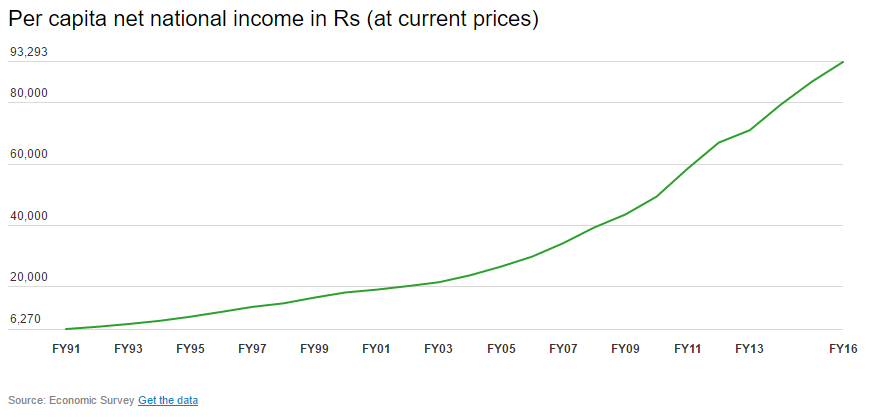 Per capita net national income in Rs (at current prices)
93,293
80,000
60,000
40,000
20,000
6,270
FY91 FY93 FY95 FY97 FY99 FY01 FY03 FY05 FY07 FY09 FY11 FY13 FY16
Source: Economic Survey Get the data